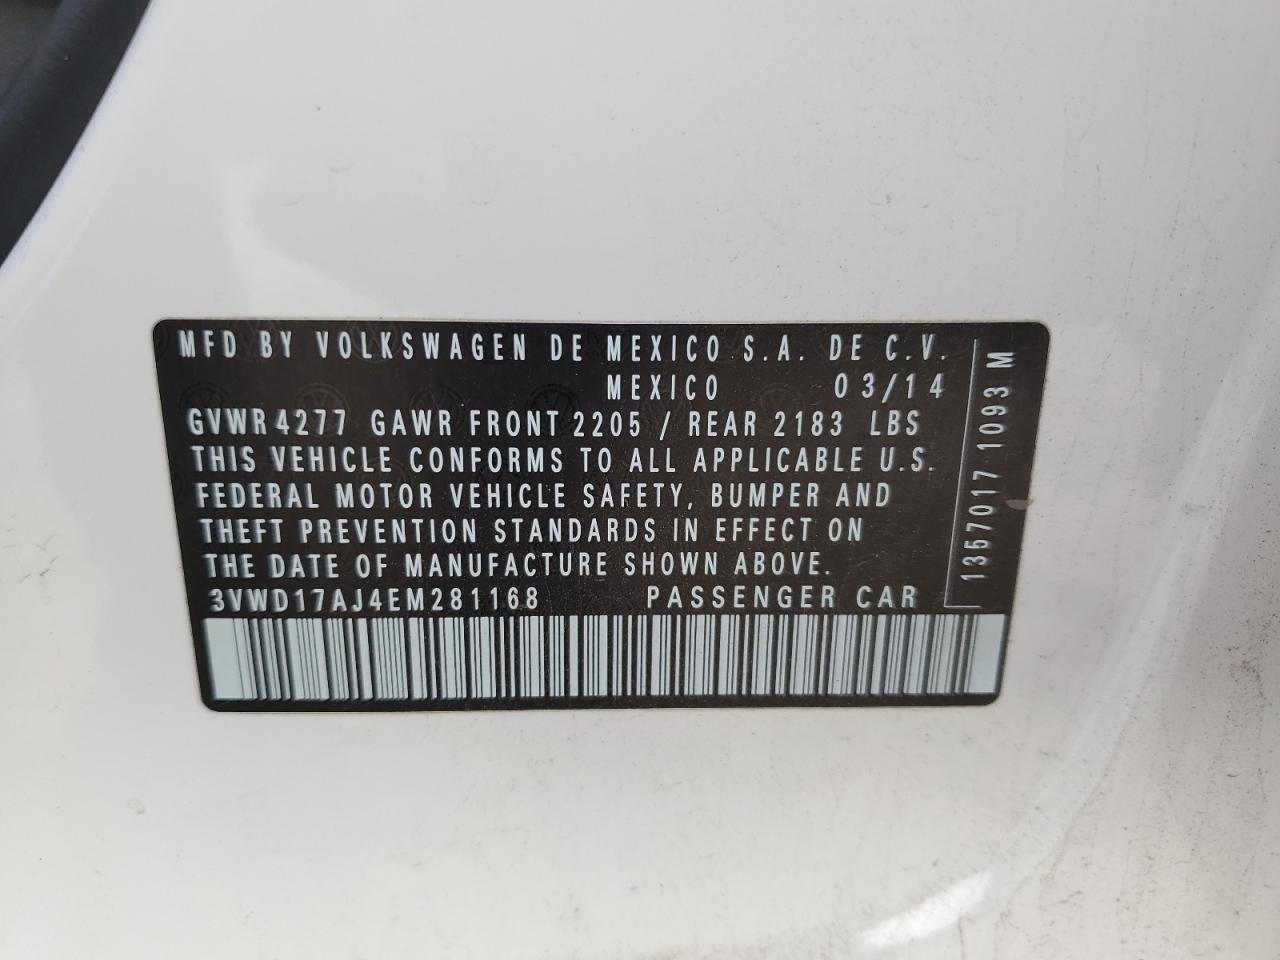 MFD BY VOLKSWAGEN DE MEXICO S.A. DE C.V.
MEXICO 03/14
GVWR 4277 GAWR FRONT 2205 / REAR 2183 LBS
THIS VEHICLE CONFORMS TO ALL APPLICABLE U.S.
FEDERAL MOTOR VEHICLE SAFETY, BUMPER AND
THEFT PREVENTION STANDARDS IN EFFECT ON
THE DATE OF MANUFACTURE SHOWN ABOVE.
3VWD17AJ4EM281168 PASSENGER CAR
1357017 1093 M